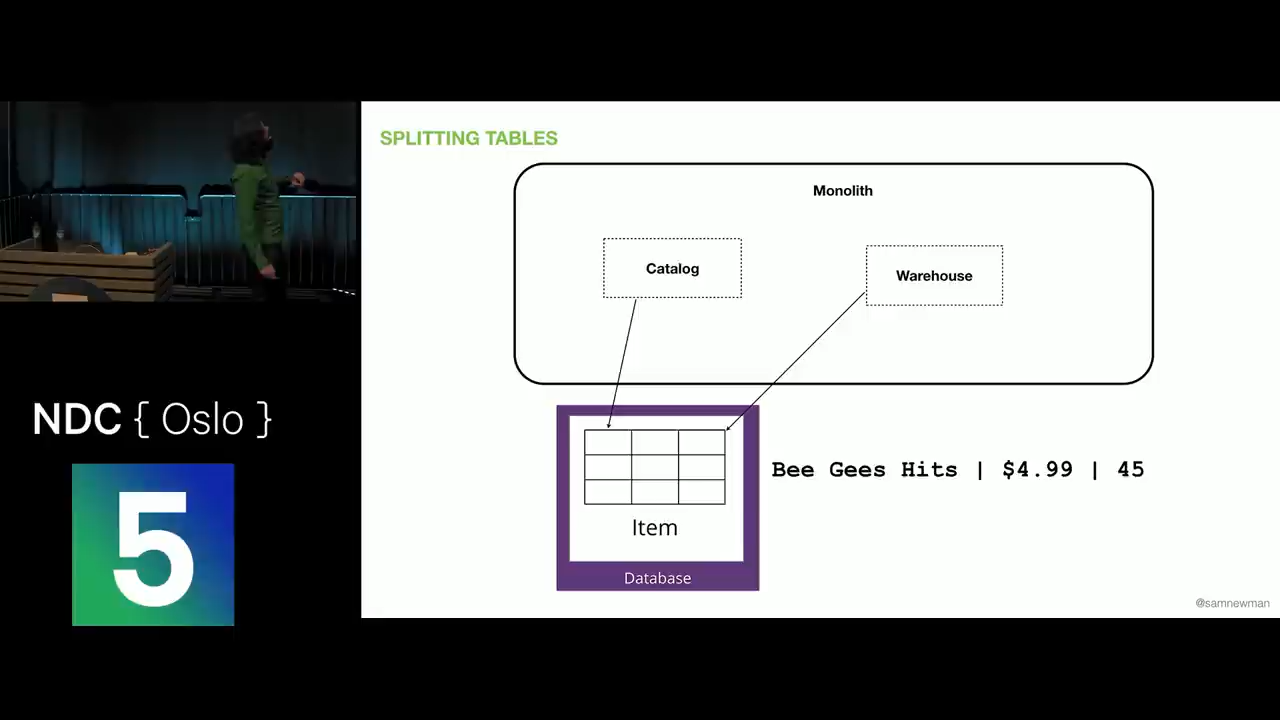 SPLITTING TABLES
Monolith
Catalog
Warehouse
Bee Gees Hits | $4.99 | 45
Item
Database
@samnewman
NDC { Oslo }
5